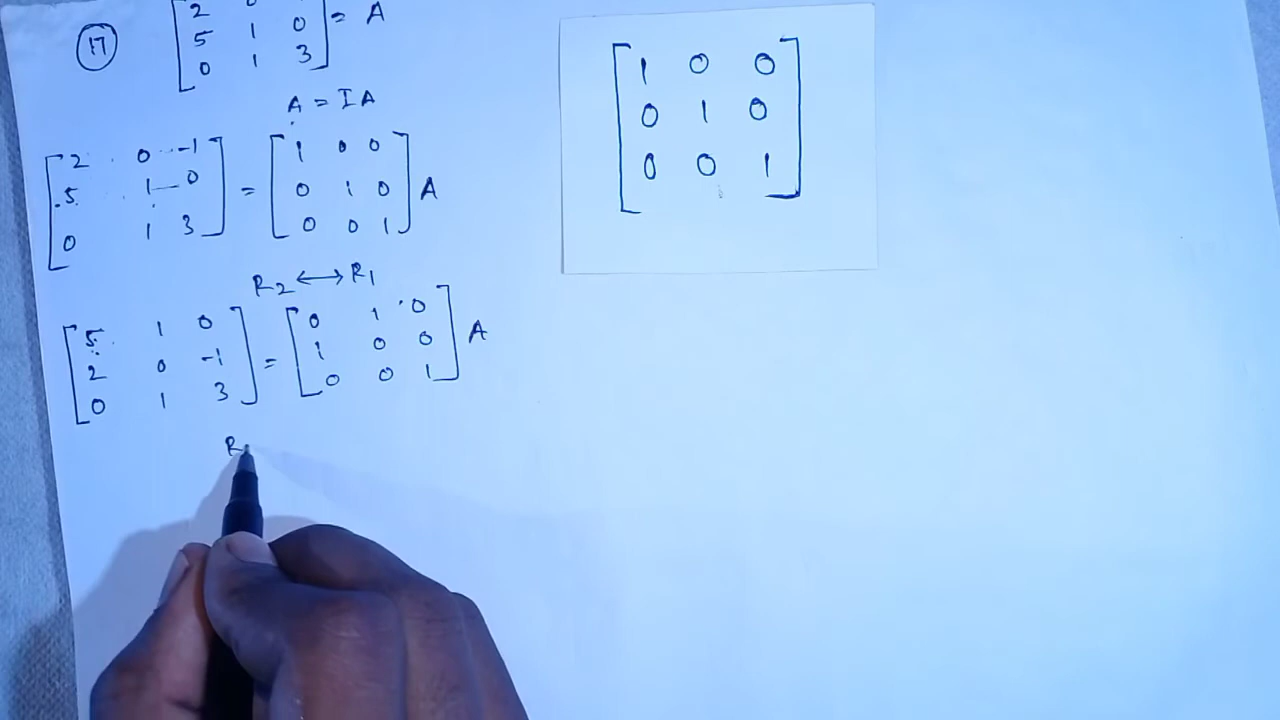 17
2 0
5 1 0 = A
0 1 3
A = I A
2 0 -1 1 0 0
5 1 0 = 0 1 0 A
0 1 3 0 0 1
R2 ⟷ R1
5 1 0 0 1 0
2 0 -1 = 1 0 0 A
0 1 3 0 0 1
R
1 0 0
0 1 0
0 0 1